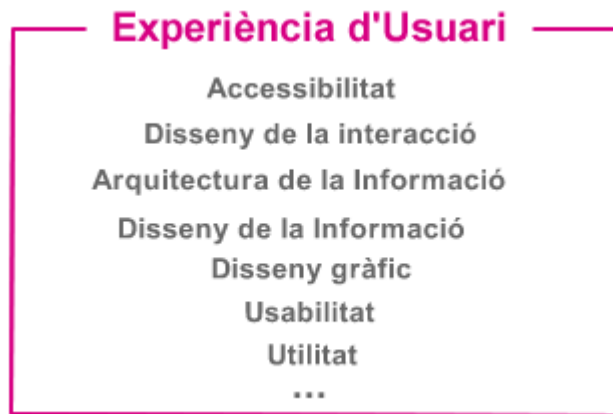 Experiència d'Usuari
Accessibilitat
Disseny de la interacció
Arquitectura de la Informació
Disseny de la Informació
Disseny gràfic
Usabilitat
Utilitat
...